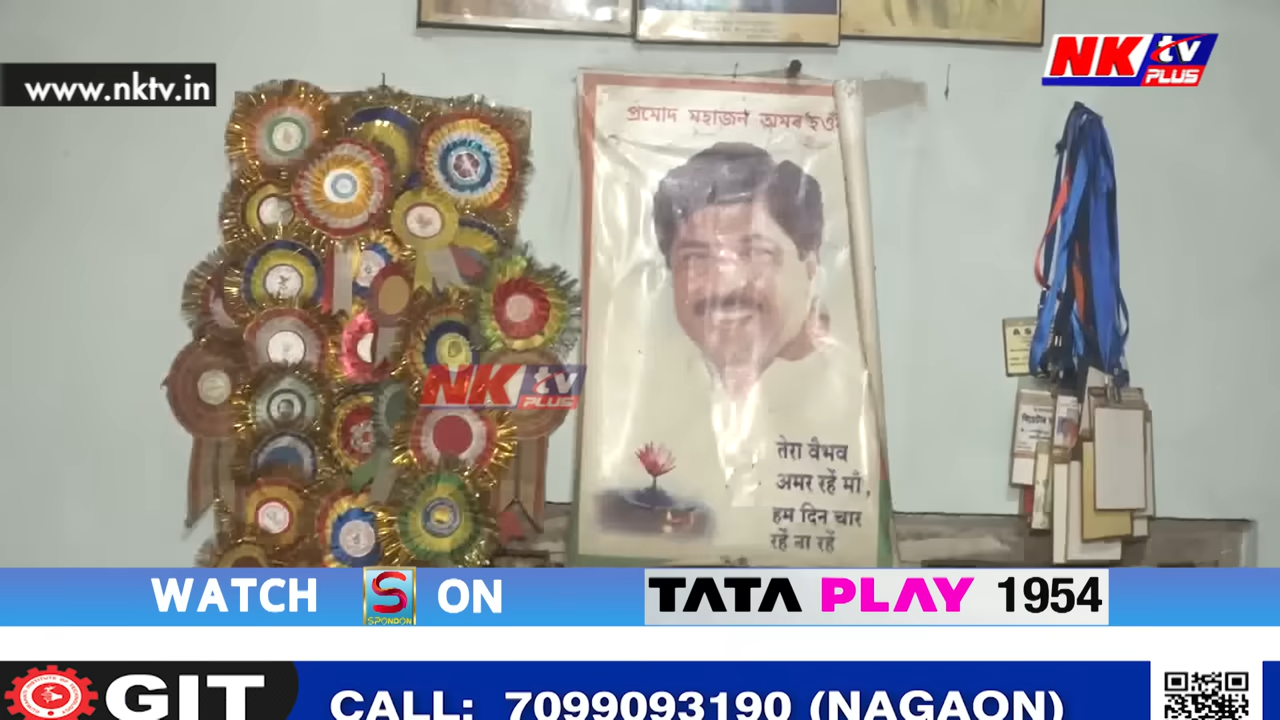 www.nktv.in
NK tv
PLUS
প্ৰমোদ মহাজন অমৰ হওঁ
NK tv
PLUS
तेरा वैभव
अमर रहें माँ,
हम दिन चार
रहें ना रहें
WATCH S ON TATA PLAY 1954
SPONDON
GIT CALL: 7099093190 (NAGAON)